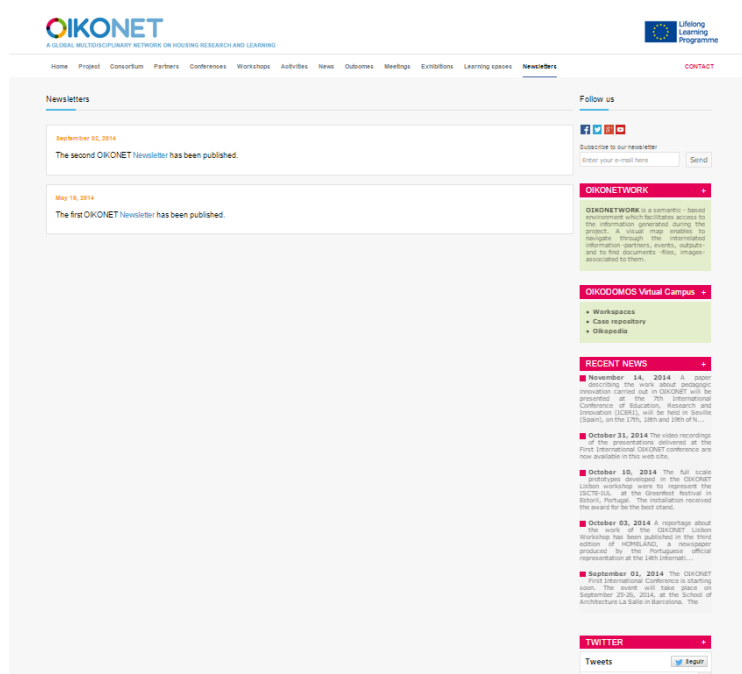 OIKONET
A GLOBAL MULTIDISCIPLINARY NETWORK ON HOUSING RESEARCH AND LEARNING
Lifelong
Learning
Programme
Home Project Consortium Partners Conferences Workshops Activities News Outcomes Meetings Exhibitions Learning spaces Newsletters CONTACT
Newsletters
September 02, 2014
The second OIKONET Newsletter has been published.
May 16, 2014
The first OIKONET Newsletter has been published.
Follow us
Subscribe to our newsletter
Enter your e-mail here Send
OIKONETWORK +
OIKONETWORK is a semantic - based
environment which facilitates access to
the information generated during the
project. A visual map enables to
navigate through the interrelated
information -partners, events, outputs-
and to find documents -files, images-
associated to them.
OIKODOMOS Virtual Campus +
Workspaces
Case repository
Oikopedia
RECENT NEWS +
November 14, 2014 A paper
describing the work about pedagogic
innovation carried out in OIKONET will be
presented at the 7th International
Conference of Education, Research and
Innovation (ICERI), will be held in Seville
(Spain), on the 17th, 18th and 19th of N...
October 31, 2014 The video recordings
of the presentations delivered at the
First International OIKONET conference are
now available in this web site.
October 10, 2014 The full scale
prototypes developed in the OIKONET
Lisbon workshop were to represent the
ISCTE-IUL at the Greenfest festival in
Estoril, Portugal. The installation received
the award for be the best stand.
October 03, 2014 A reportage about
the work of the OIKONET Lisbon
Workshop has been published in the third
edition of HOMELAND, a newspaper
produced by the Portuguese official
representation at the 14th Internati...
September 01, 2014 The OIKONET
First International Conference is starting
soon. The event will take place on
September 25-26, 2014, at the School of
Architecture La Salle in Barcelona. The
TWITTER +
Tweets Seguir